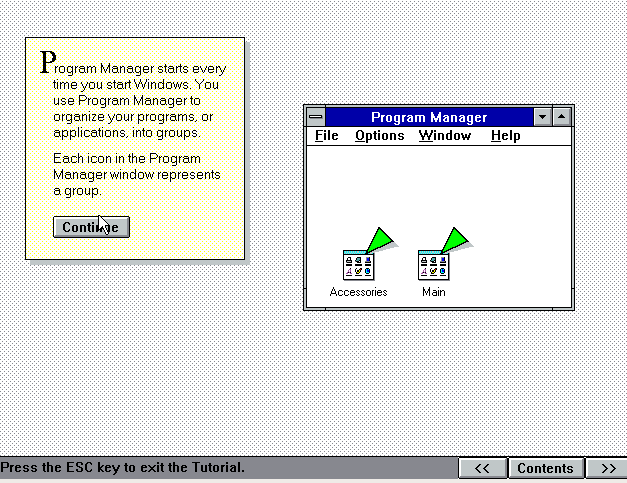 Program Manager starts every
time you start Windows. You
use Program Manager to
organize your programs, or
applications, into groups.
Each icon in the Program
Manager window represents
a group.
Continue
Program Manager
File Options Window Help
Accessories Main
Press the ESC key to exit the Tutorial.
<< Contents >>